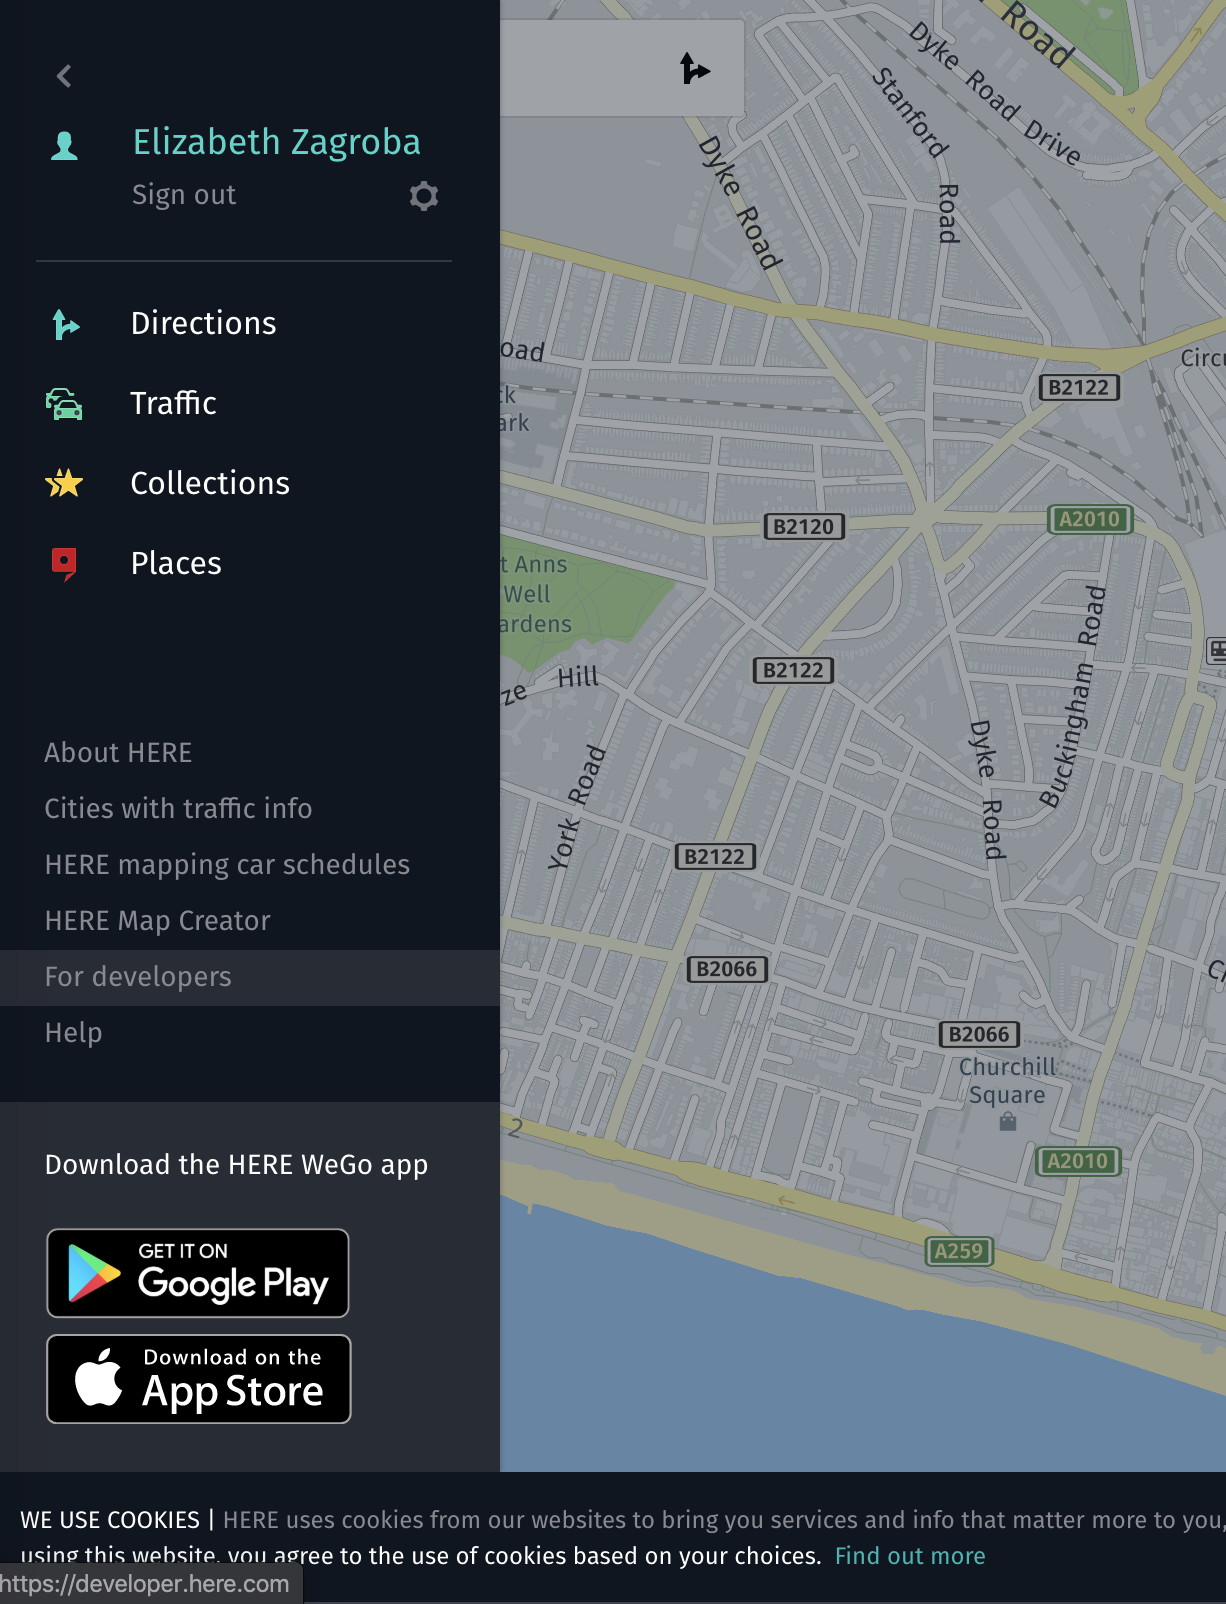 Elizabeth Zagroba
Sign out
Directions
Traffic
Collections
Places
About HERE
Cities with traffic info
HERE mapping car schedules
HERE Map Creator
For developers
Help
Download the HERE WeGo app
GET IT ON
Google Play
Download on the
App Store
WE USE COOKIES | HERE uses cookies from our websites to bring you services and info that matter more to you,
using this website, you agree to the use of cookies based on your choices. Find out more
https://developer.here.com
Road
Dyke Road Drive
Stanford Road
Dyke Road
oad
Circu
B2122
ck
ark
B2120
A2010
t Anns
Well
ardens
B2122
Buckingham Road
ze Hill
Dyke Road
York Road
B2122
B2066
B2066
Churchill
Square
2
A2010
A259